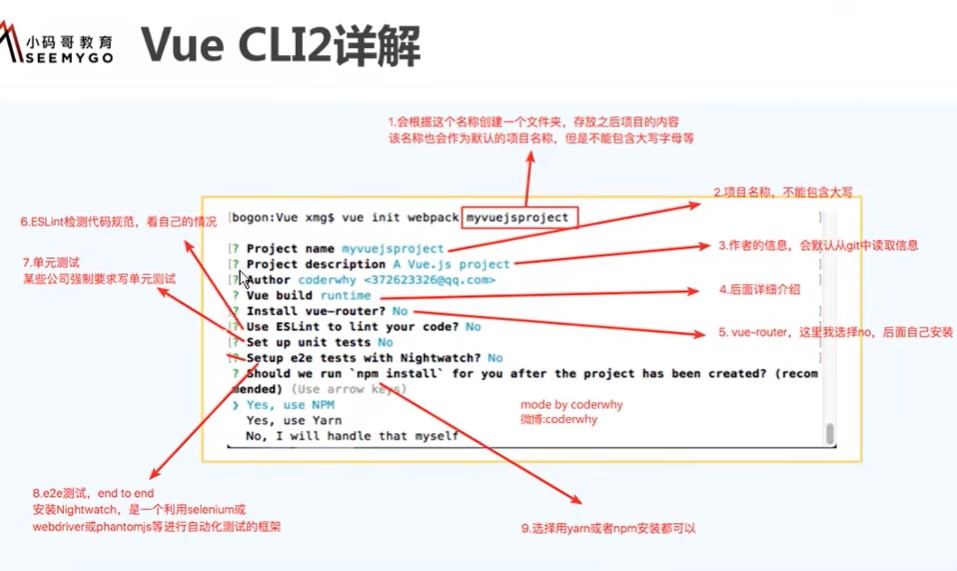 小码哥教育
SEEMYGO
Vue CLI2详解
1.会根据这个名称创建一个文件夹，存放之后项目的内容
该名称也会作为默认的项目名称，但是不能包含大写字母等
2.项目名称，不能包含大写
6.ESLint检测代码规范，看自己的情况
[bogon:Vue xmg$ vue init webpack myvuejsproject ]
3.作者的信息，会默认从git中读取信息
7.单元测试
某些公司强制要求写单元测试
[? Project name myvuejsproject ]
[? Project description A Vue.js project ]
[? Author coderwhy <372623326@qq.com> ]
4.后面详细介绍
? Vue build runtime
[? Install vue-router? No ]
5. vue-router，这里我选择no，后面自己安装
[? Use ESLint to lint your code? No ]
[? Set up unit tests No ]
[? Setup e2e tests with Nightwatch? No ]
? Should we run `npm install` for you after the project has been created? (recom
mended) (Use arrow keys)
❯ Yes, use NPM
Yes, use Yarn
No, I will handle that myself
mode by coderwhy
微博:coderwhy
8.e2e测试，end to end
安装Nightwatch，是一个利用selenium或
webdriver或phantomjs等进行自动化测试的框架
9.选择用yarn或者npm安装都可以